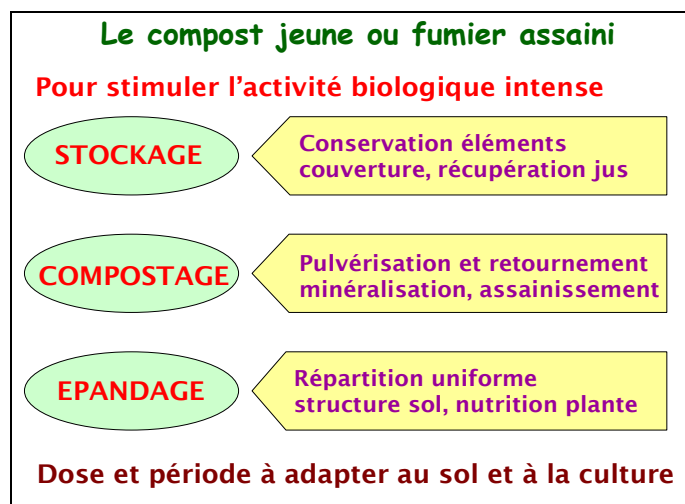 Le compost jeune ou fumier assaini
Pour stimuler l'activité biologique intense
STOCKAGE
Conservation éléments
couverture, récupération jus
COMPOSTAGE
Pulvérisation et retournement
minéralisation, assainissement
EPANDAGE
Répartition uniforme
structure sol, nutrition plante
Dose et période à adapter au sol et à la culture